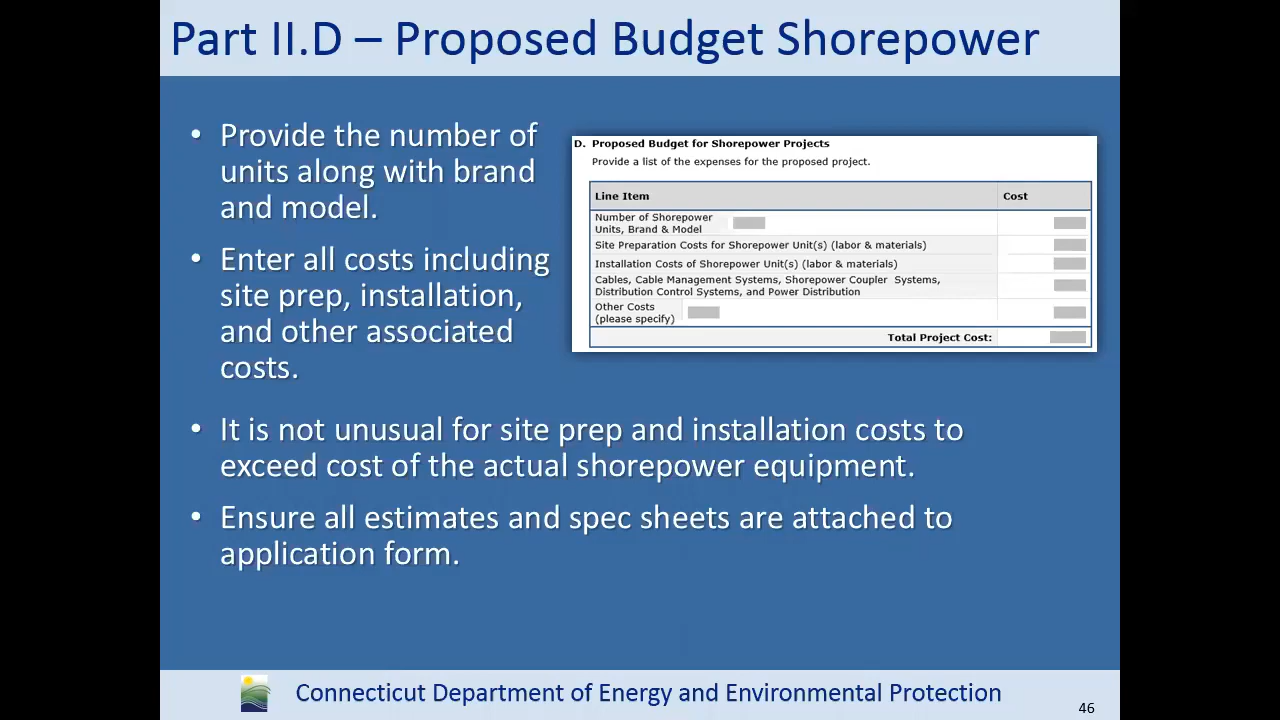 Part II.D – Proposed Budget Shorepower
• Provide the number of
units along with brand
and model.
• Enter all costs including
site prep, installation,
and other associated
costs.
D. Proposed Budget for Shorepower Projects
Provide a list of the expenses for the proposed project.
Line Item Cost
Number of Shorepower
Units, Brand & Model
Site Preparation Costs for Shorepower Unit(s) (labor & materials)
Installation Costs of Shorepower Unit(s) (labor & materials)
Cables, Cable Management Systems, Shorepower Coupler Systems,
Distribution Control Systems, and Power Distribution
Other Costs
(please specify)
Total Project Cost:
• It is not unusual for site prep and installation costs to
exceed cost of the actual shorepower equipment.
• Ensure all estimates and spec sheets are attached to
application form.
Connecticut Department of Energy and Environmental Protection
46